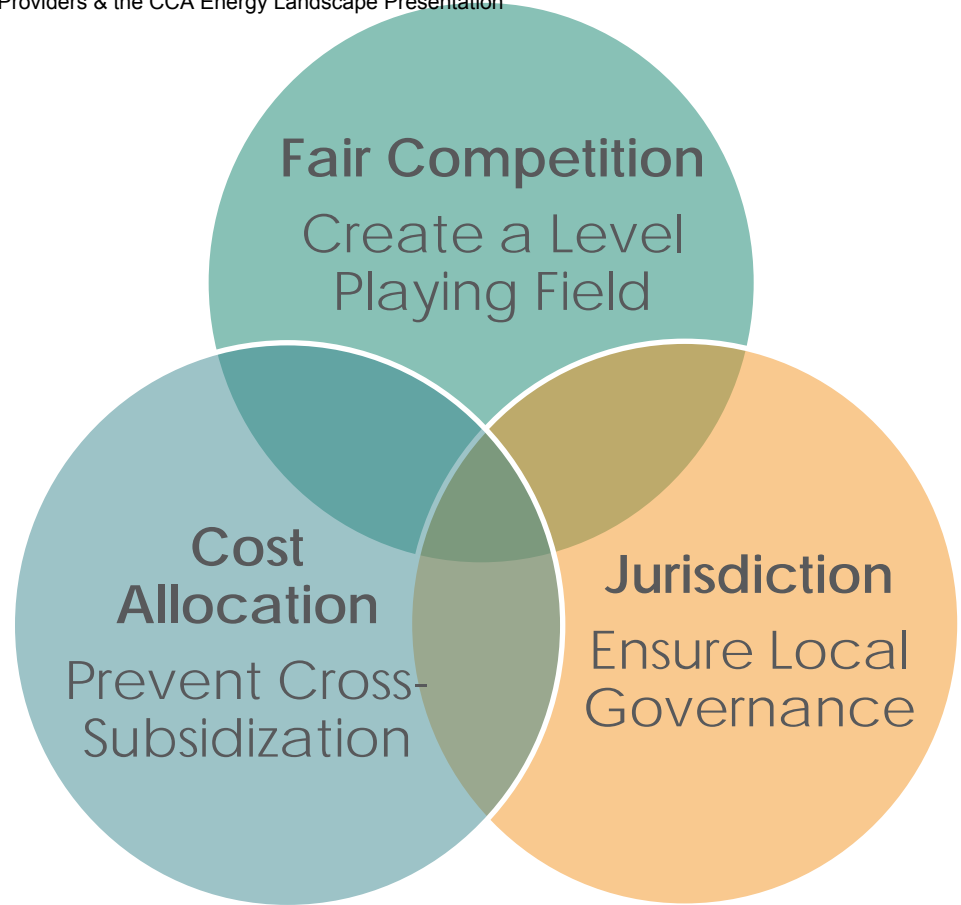 Providers & the CCA Energy Landscape Presentation
Fair Competition
Create a Level
Playing Field
Cost
Allocation
Prevent Cross-
Subsidization
Jurisdiction
Ensure Local
Governance